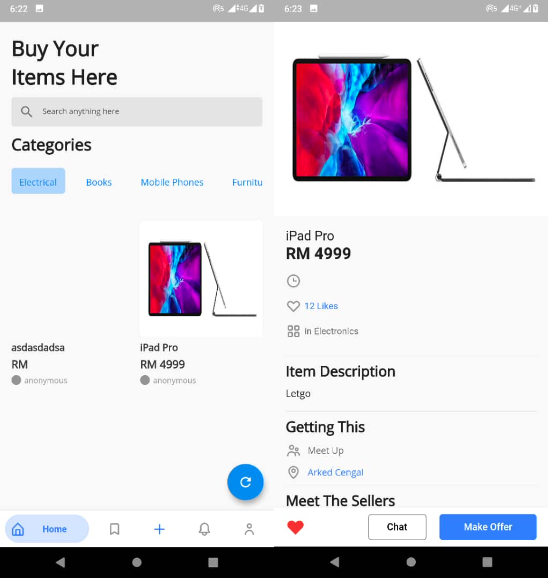 6:22
4G
Buy Your
Items Here
Search anything here
Categories
Electrical
Books
Mobile Phones
Furnitu
asdasdadsa
RM
anonymous
iPad Pro
RM 4999
anonymous
Home
6:23
4G
iPad Pro
RM 4999
12 Likes
in Electronics
Item Description
Letgo
Getting This
Meet Up
Arked Cengal
Meet The Sellers
Chat
Make Offer